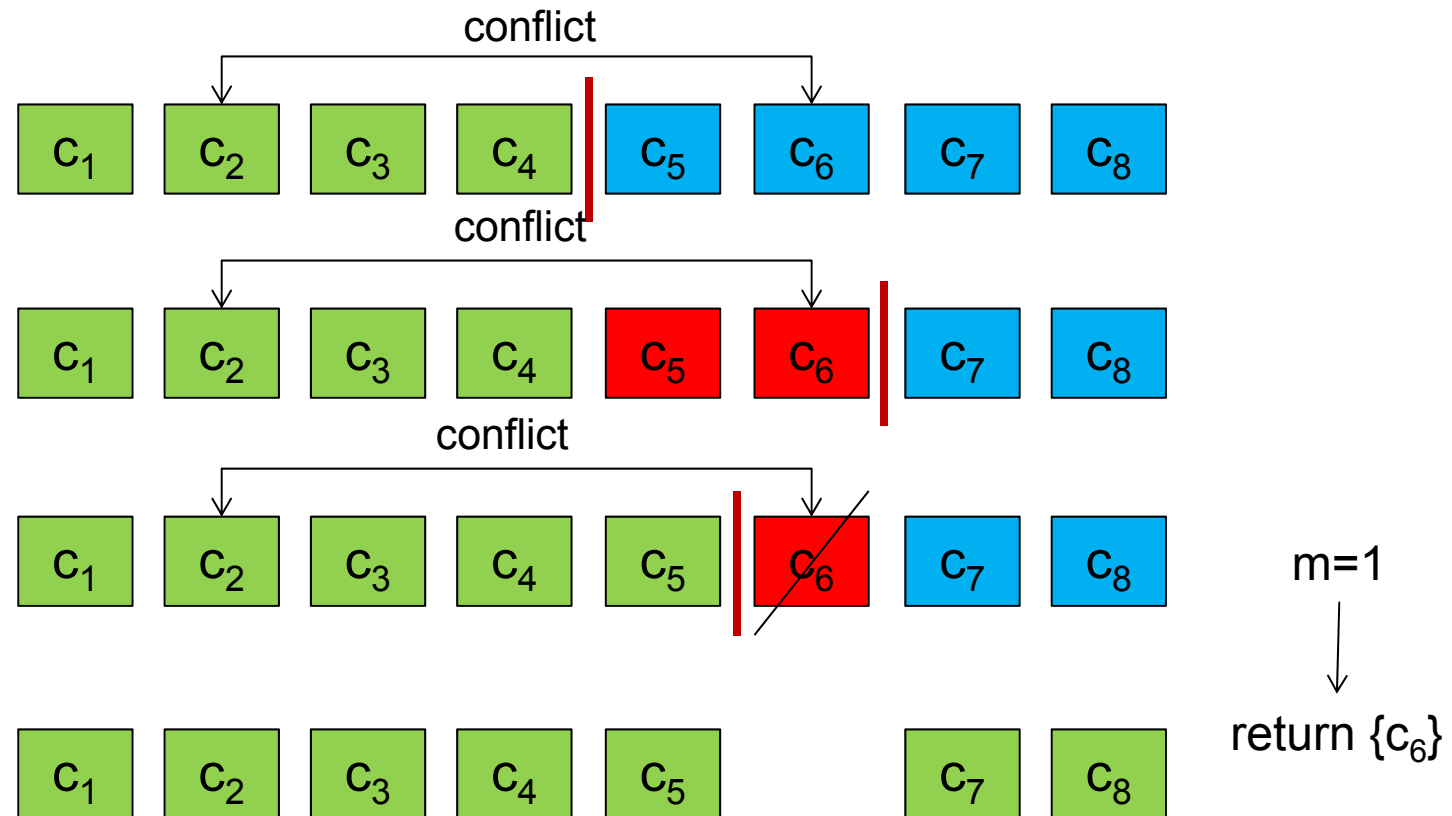 conflict
c₁ c₂ c₃ c₄ c₅ c₆ c₇ c₈
conflict
c₁ c₂ c₃ c₄ c₅ c₆ c₇ c₈
conflict
c₁ c₂ c₃ c₄ c₅ c₆ c₇ c₈
m=1
return {c₆}
c₁ c₂ c₃ c₄ c₅ c₇ c₈